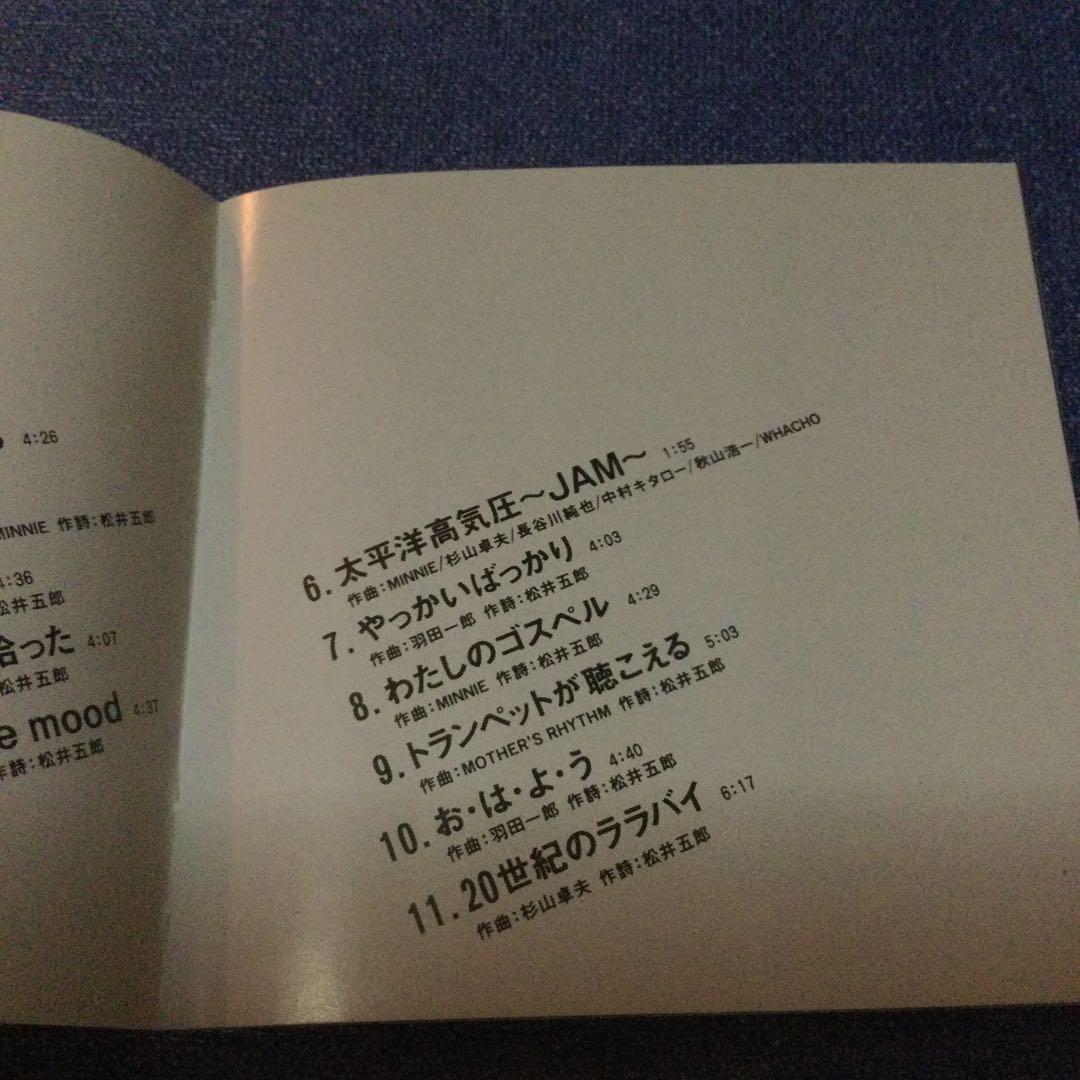 4:26
MINNIE 作詩:松井五郎
4:36
松井五郎
拾った 4:07
松井五郎
e mood 4:37
作詩:松井五郎
6. 太平洋高気圧〜JAM〜 1:55
作曲:MINNIE/杉山卓夫/長谷川純也/中村キタロー/秋山浩一/WHACHO
7. やっかいばっかり 4:03
作曲:羽田一郎 作詩:松井五郎
8. わたしのゴスペル 4:29
作曲:MINNIE 作詩:松井五郎
9. トランペットが聴こえる 5:03
作曲:MOTHER'S RHYTHM 作詩:松井五郎
10. お・は・よ・う 4:40
作曲:羽田一郎 作詩:松井五郎
11. 20世紀のララバイ 6:17
作曲:杉山卓夫 作詩:松井五郎